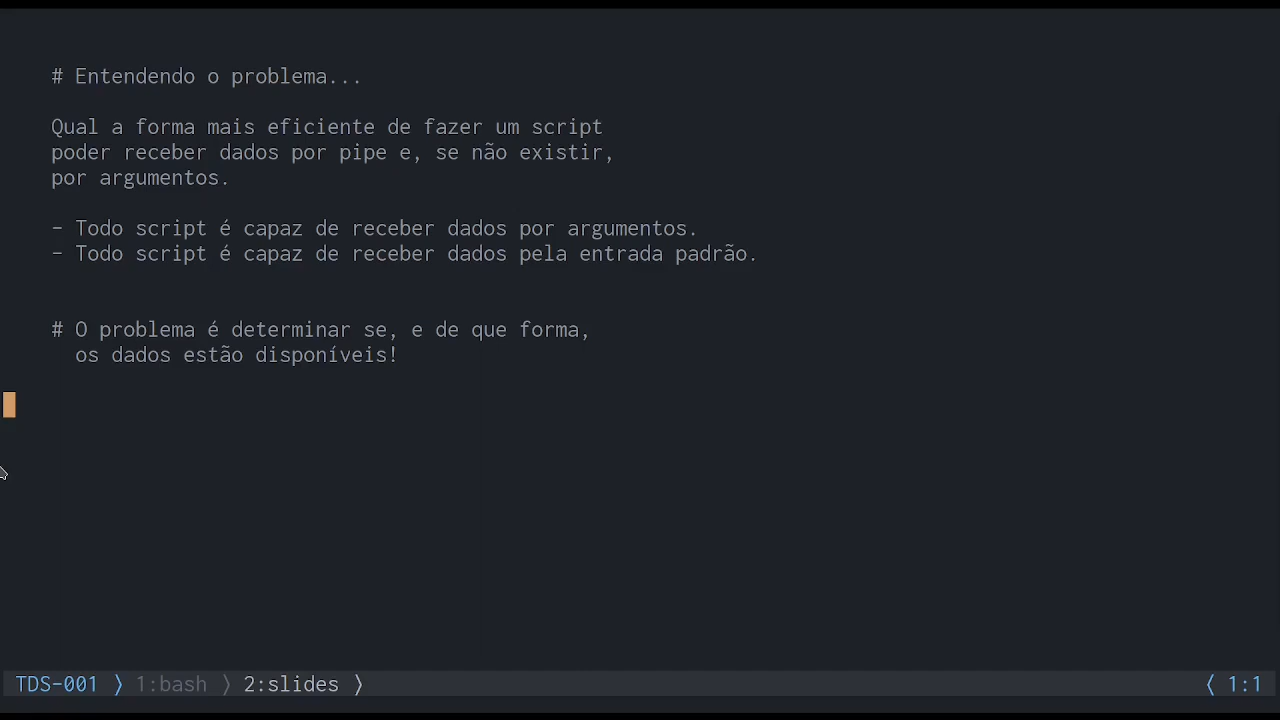 # Entendendo o problema...
Qual a forma mais eficiente de fazer um script
poder receber dados por pipe e, se não existir,
por argumentos.
- Todo script é capaz de receber dados por argumentos.
- Todo script é capaz de receber dados pela entrada padrão.
# O problema é determinar se, e de que forma,
os dados estão disponíveis!
TDS-001 ⟩ 1:bash ⟩ 2:slides ⟩ ⟨ 1:1